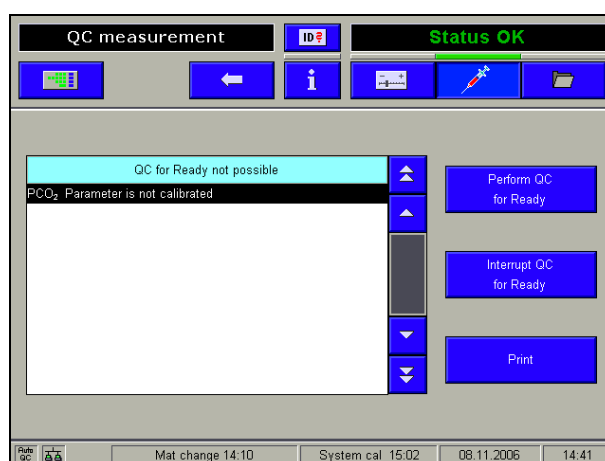 QC measurement
ID?
Status OK
i
- +
QC for Ready not possible
PCO₂ Parameter is not calibrated
Perform QC
for Ready
Interrupt QC
for Ready
Print
Auto
QC
Mat change 14:10
System cal 15:02
08.11.2006
14:41